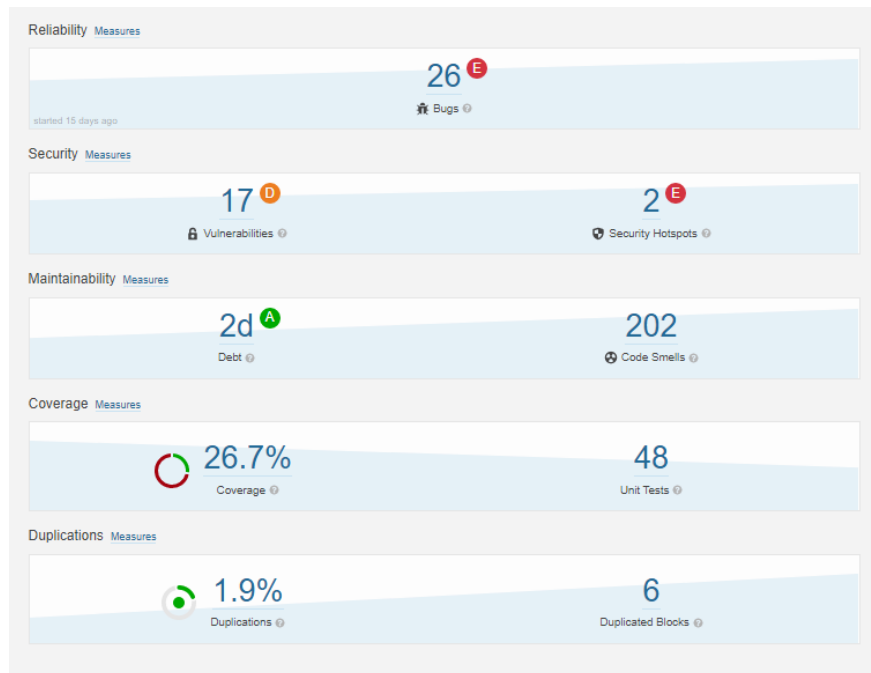 Reliability Measures
26 E
Bugs ?
started 15 days ago
Security Measures
17 D
2 E
Vulnerabilities ?
Security Hotspots ?
Maintainability Measures
2d A
202
Debt ?
Code Smells ?
Coverage Measures
26.7%
48
Coverage ?
Unit Tests ?
Duplications Measures
1.9%
6
Duplications ?
Duplicated Blocks ?